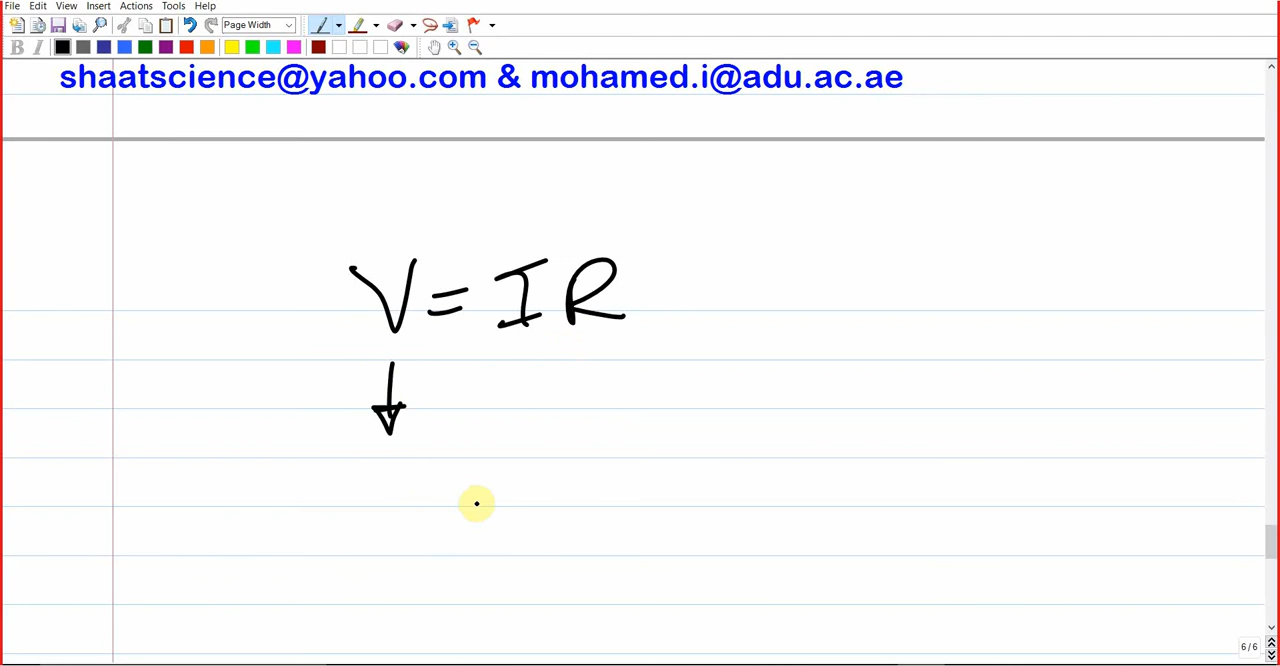 File Edit View Insert Actions Tools Help
Page Width
B I
shaatscience@yahoo.com & mohamed.i@adu.ac.ae
V = I R
6/6